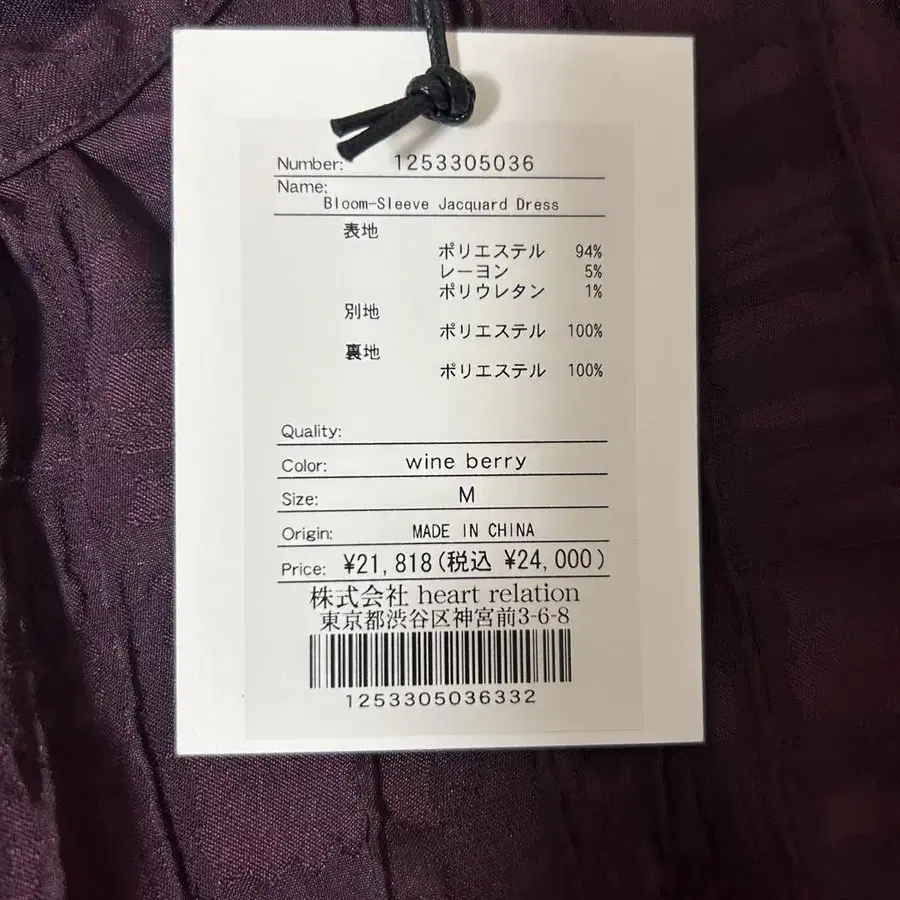 Number: 1253305036
Name:
Bloom-Sleeve Jacquard Dress
表地
ポリエステル 94%
レーヨン 5%
ポリウレタン 1%
別地
ポリエステル 100%
裏地
ポリエステル 100%
Quality:
Color: wine berry
Size: M
Origin: MADE IN CHINA
Price: ¥21,818(税込 ¥24,000)
株式会社 heart relation
東京都渋谷区神宮前3-6-8
1253305036332